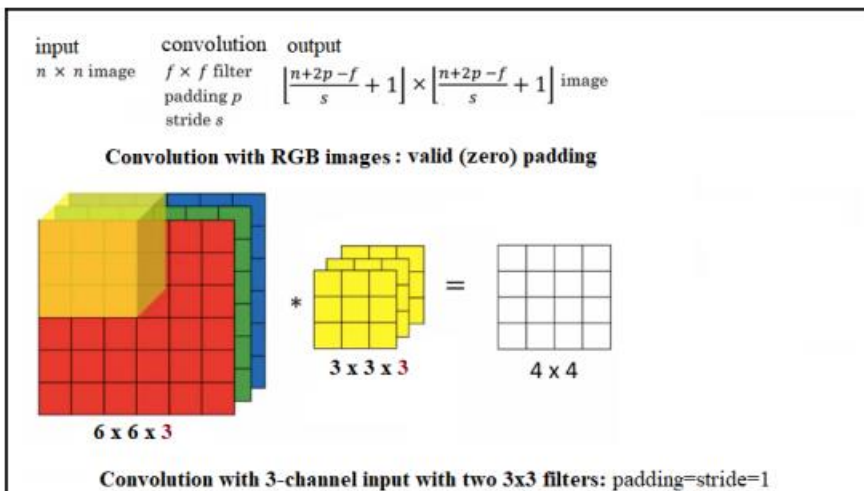 input convolution output
n × n image f × f filter ⌊(n+2p−f)/s + 1⌋ × ⌊(n+2p−f)/s + 1⌋ image
padding p
stride s
Convolution with RGB images : valid (zero) padding
* =
3 x 3 x 3 4 x 4
6 x 6 x 3
Convolution with 3-channel input with two 3x3 filters: padding=stride=1